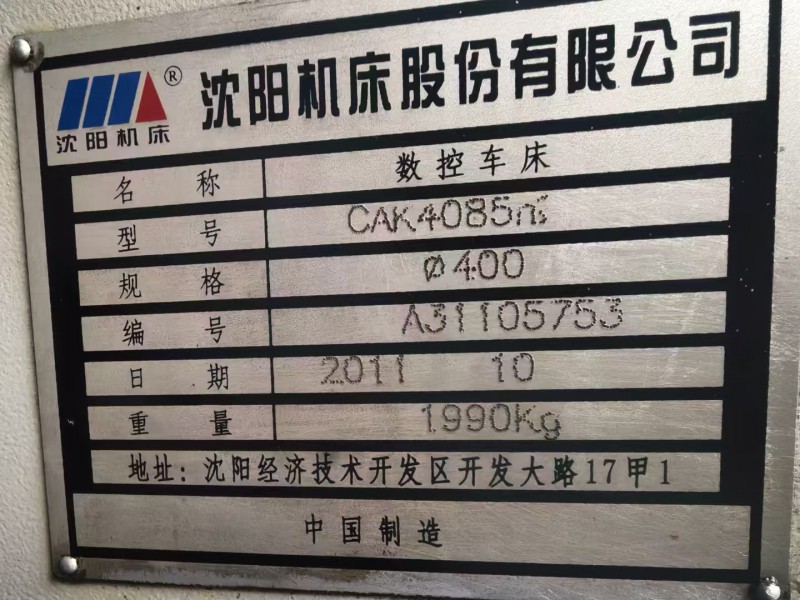 沈阳机床® 沈阳机床股份有限公司
名称 数控车床
型号 CAK4085
规格 ø400
编号 A31105753
日期 2011 10
重量 1990Kg
地址：沈阳经济技术开发区开发大路17甲1
中国制造